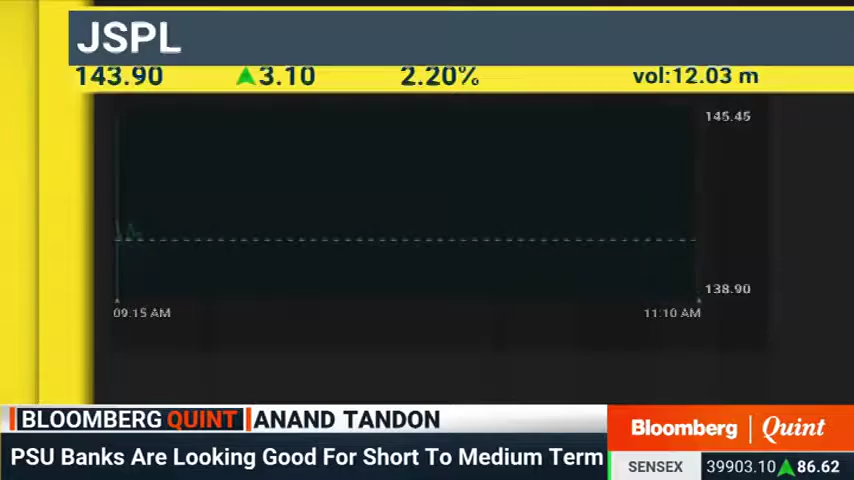 JSPL
143.90 ▲3.10 2.20% vol:12.03 m
145.45
138.90
09:15 AM 11:10 AM
BLOOMBERG QUINT ANAND TANDON
PSU Banks Are Looking Good For Short To Medium Term
Bloomberg | Quint
SENSEX 39903.10 ▲ 86.62